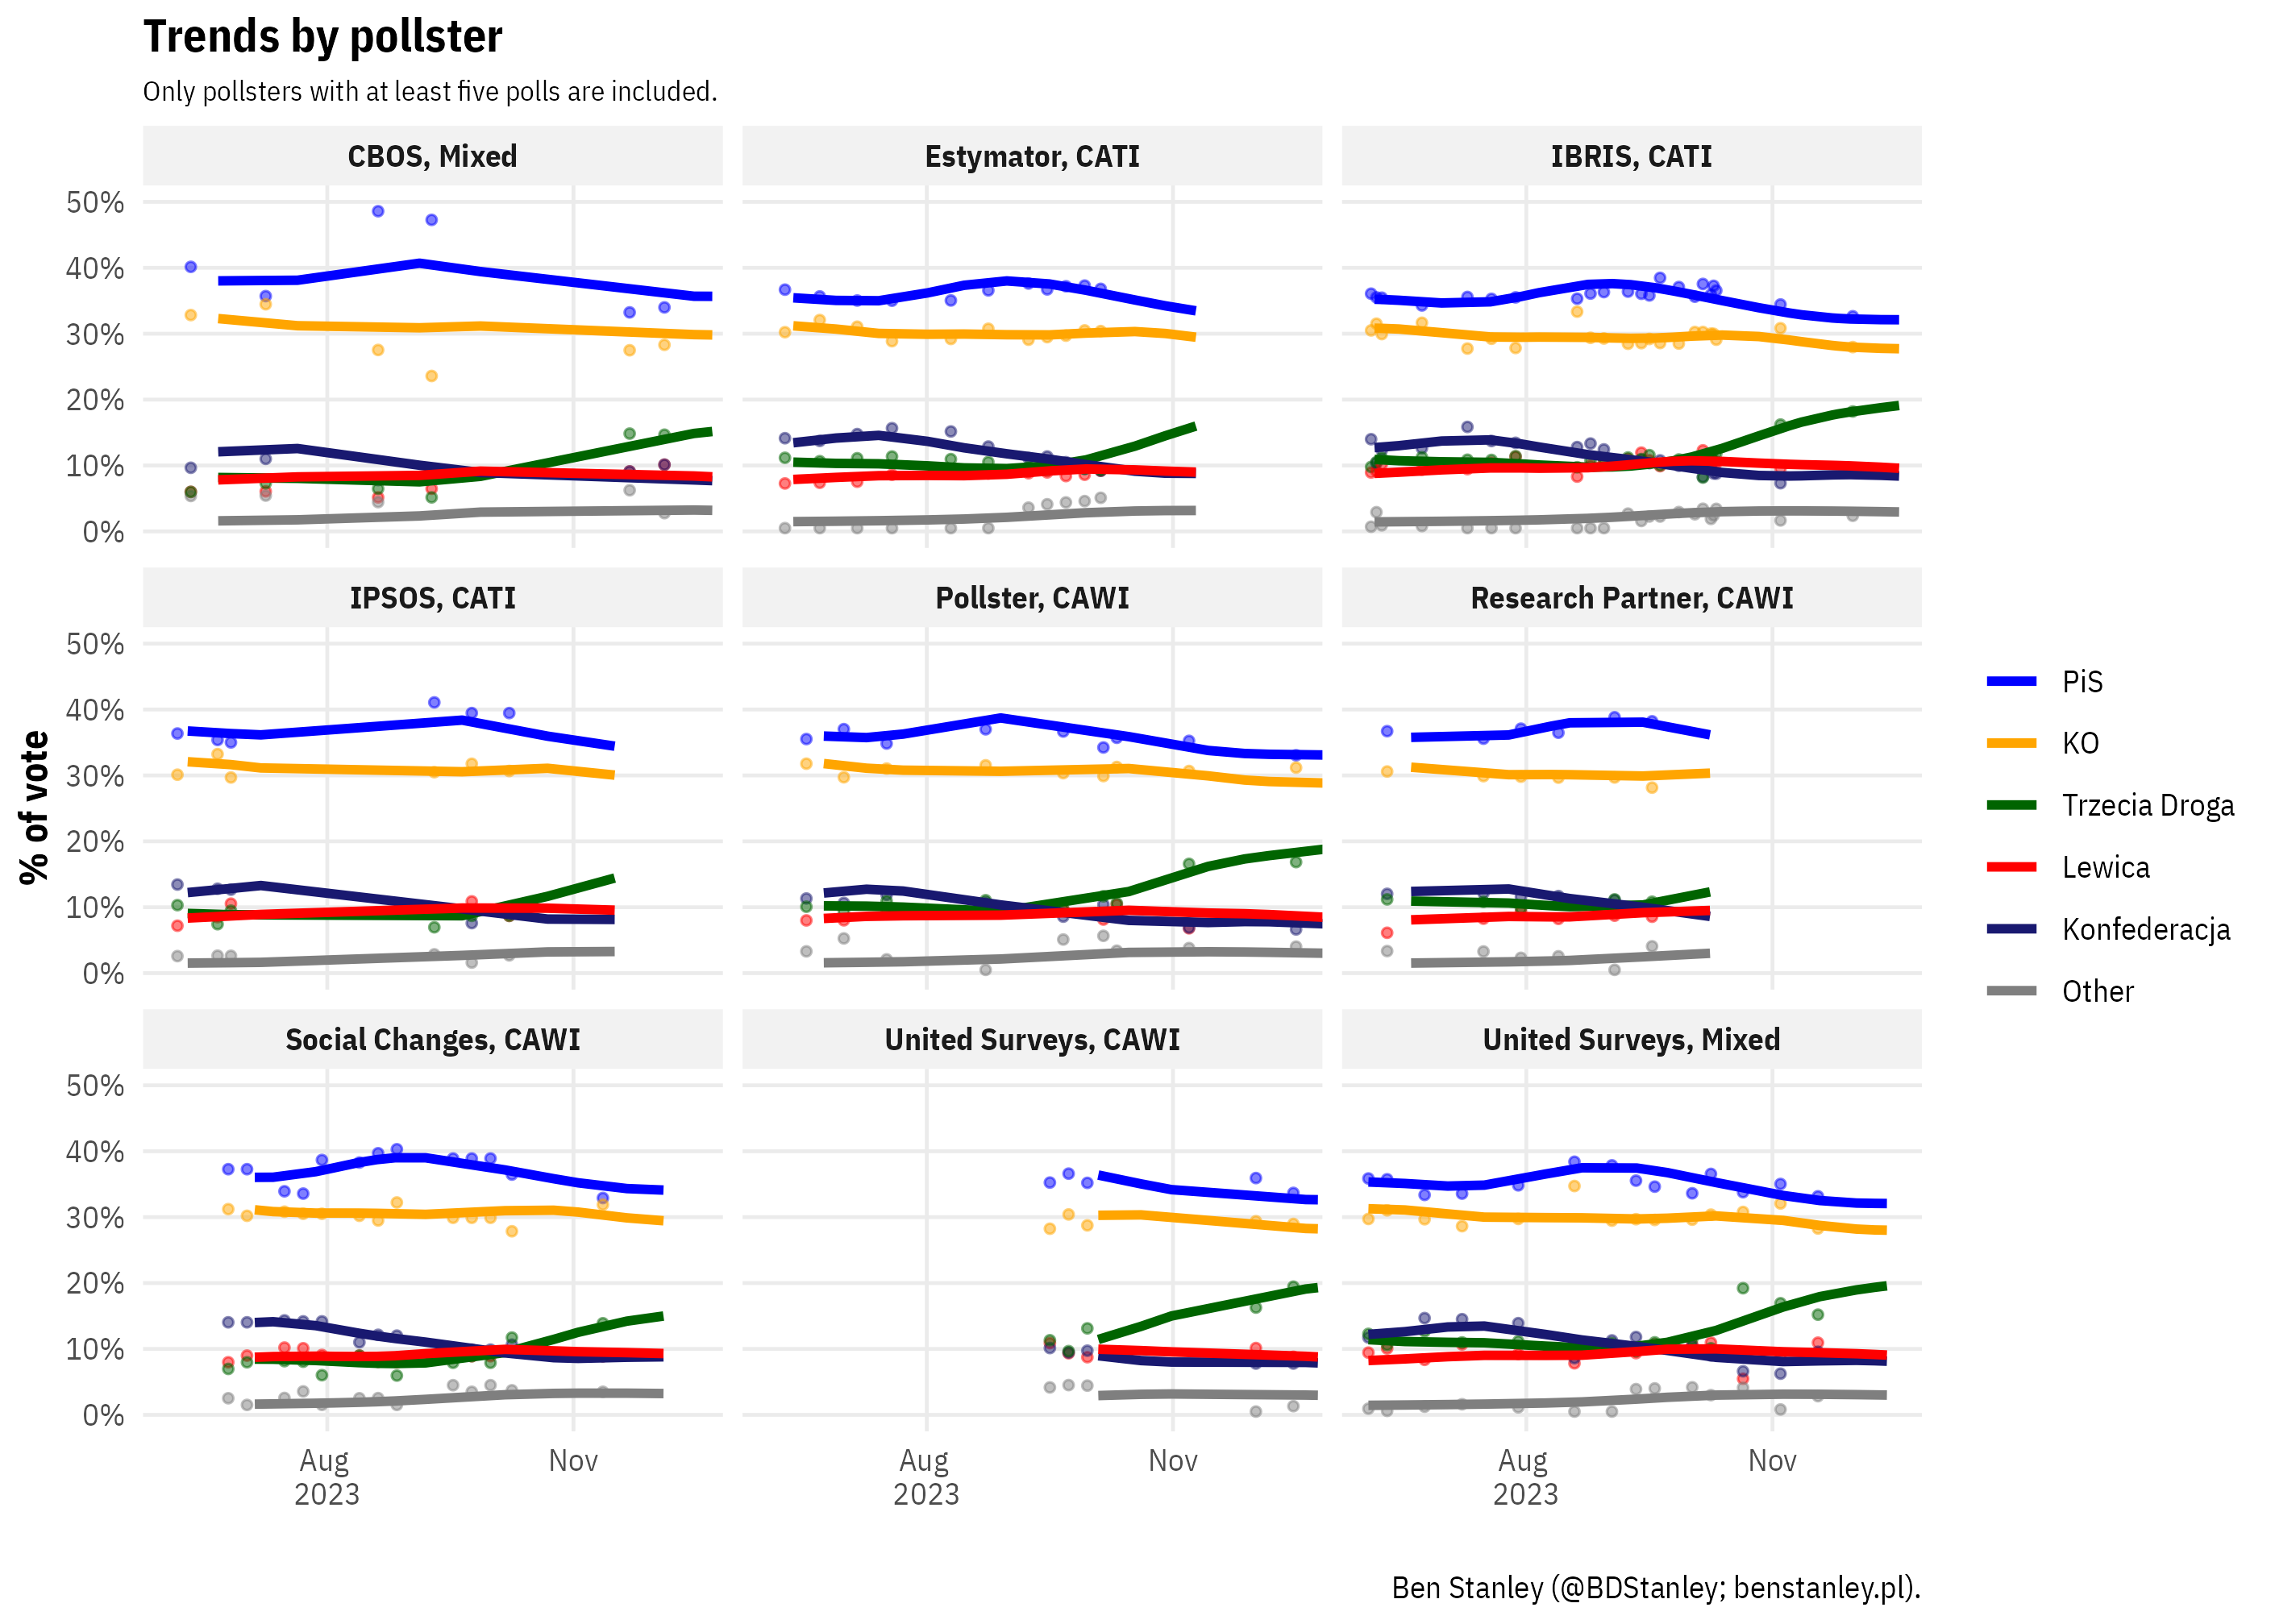 Trends by pollster
Only pollsters with at least five polls are included.
CBOS, Mixed
Estymator, CATI
IBRIS, CATI
50%
40%
30%
20%
10%
0%
IPSOS, CATI
Pollster, CAWI
Research Partner, CAWI
50%
40%
30%
20%
10%
0%
Social Changes, CAWI
United Surveys, CAWI
United Surveys, Mixed
50%
40%
30%
20%
10%
0%
Aug
2023
Nov
Aug
2023
Nov
Aug
2023
Nov
% of vote
PiS
KO
Trzecia Droga
Lewica
Konfederacja
Other
Ben Stanley (@BDStanley; benstanley.pl).